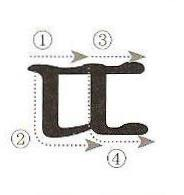 ① ③
ㄸ
② ④